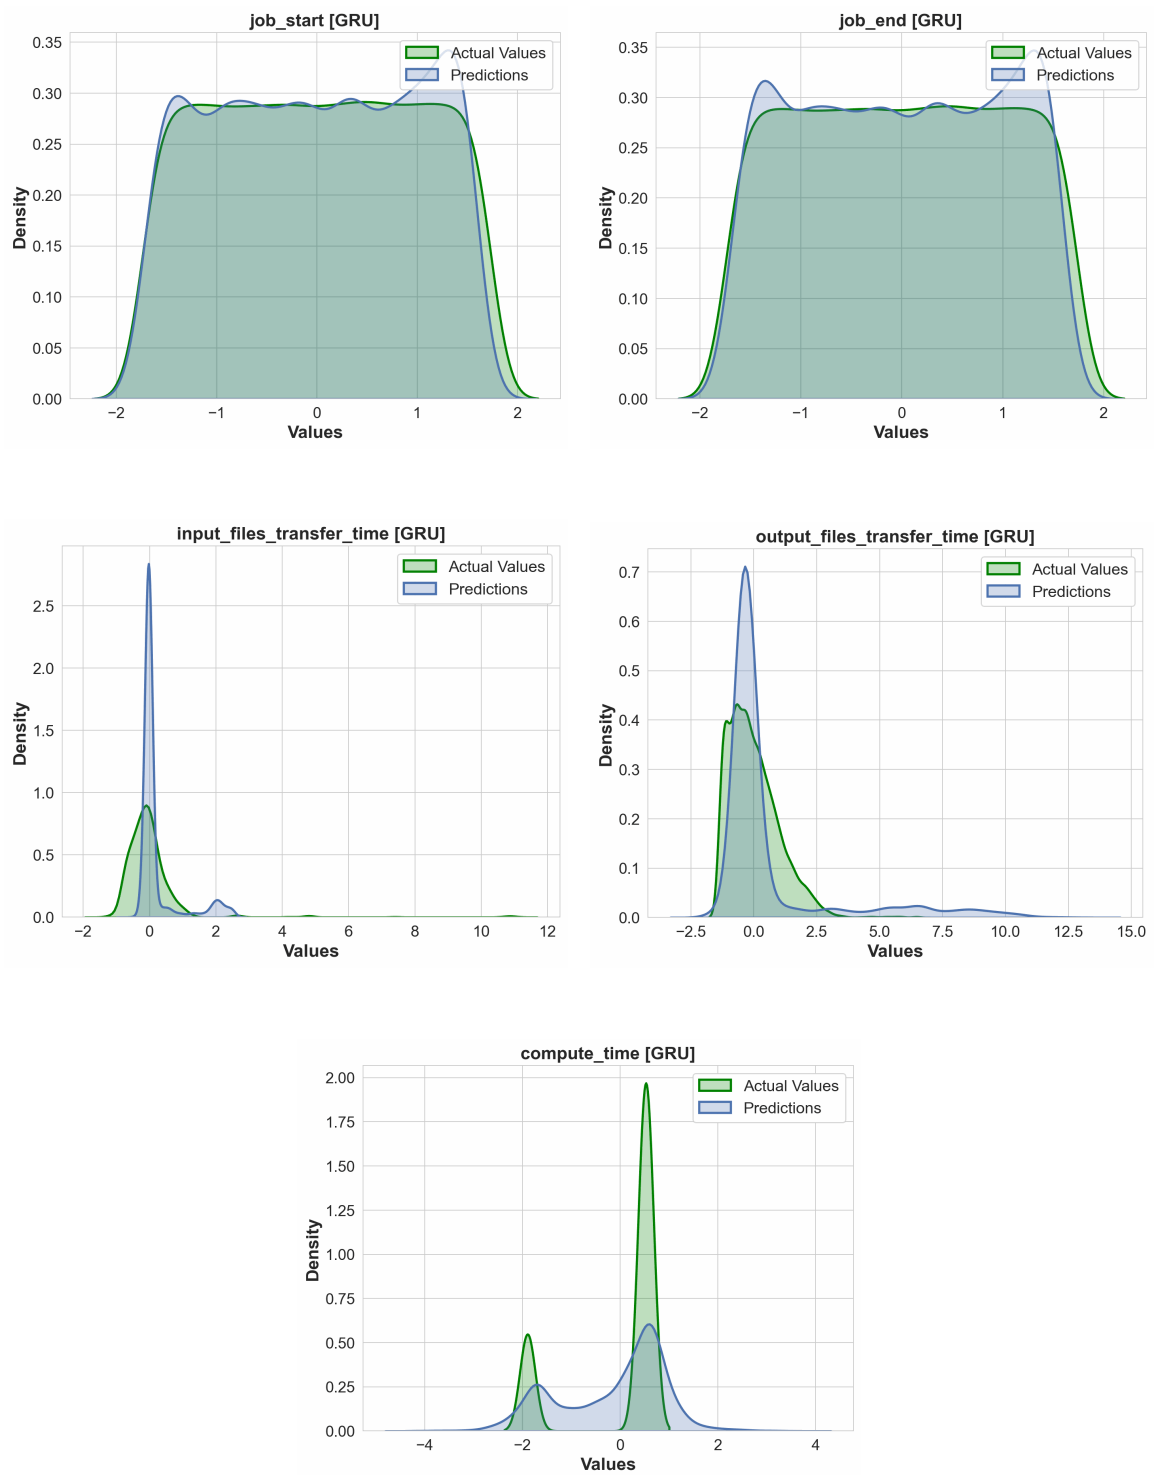 job_start [GRU]
job_end [GRU]
0.35
0.30
0.25
0.20
0.15
0.10
0.05
0.00
Density
Actual Values
Predictions
−2
−1
0
1
2
Values
0.35
0.30
0.25
0.20
0.15
0.10
0.05
0.00
Density
Actual Values
Predictions
−2
−1
0
1
2
Values
input_files_transfer_time [GRU]
2.5
2.0
1.5
1.0
0.5
0.0
Density
Actual Values
Predictions
−2
0
2
4
6
8
10
12
Values
output_files_transfer_time [GRU]
0.7
0.6
0.5
0.4
0.3
0.2
0.1
0.0
Density
Actual Values
Predictions
−2.5
0.0
2.5
5.0
7.5
10.0
12.5
15.0
Values
compute_time [GRU]
2.00
1.75
1.50
1.25
1.00
0.75
0.50
0.25
0.00
Density
Actual Values
Predictions
−4
−2
0
2
4
Values